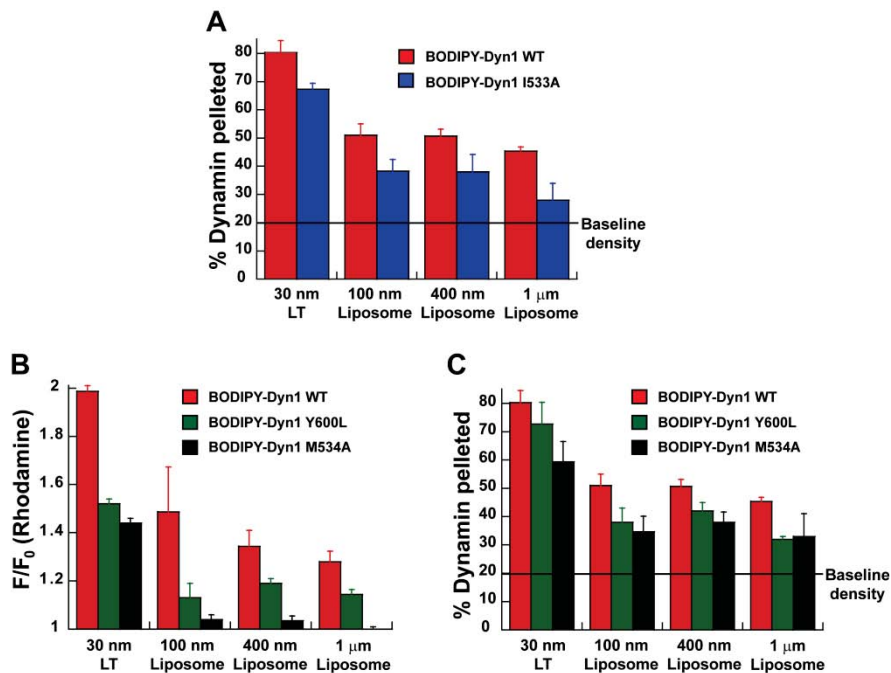 A
% Dynamin pelleted
80
70
60
50
40
30
20
10
0
BODIPY-Dyn1 WT
BODIPY-Dyn1 I533A
Baseline
density
30 nm
LT
100 nm
Liposome
400 nm
Liposome
1 μm
Liposome
B
F/F0 (Rhodamine)
2
1.8
1.6
1.4
1.2
1
BODIPY-Dyn1 WT
BODIPY-Dyn1 Y600L
BODIPY-Dyn1 M534A
30 nm
LT
100 nm
Liposome
400 nm
Liposome
1 μm
Liposome
C
% Dynamin pelleted
80
70
60
50
40
30
20
10
0
BODIPY-Dyn1 WT
BODIPY-Dyn1 Y600L
BODIPY-Dyn1 M534A
Baseline
density
30 nm
LT
100 nm
Liposome
400 nm
Liposome
1 μm
Liposome